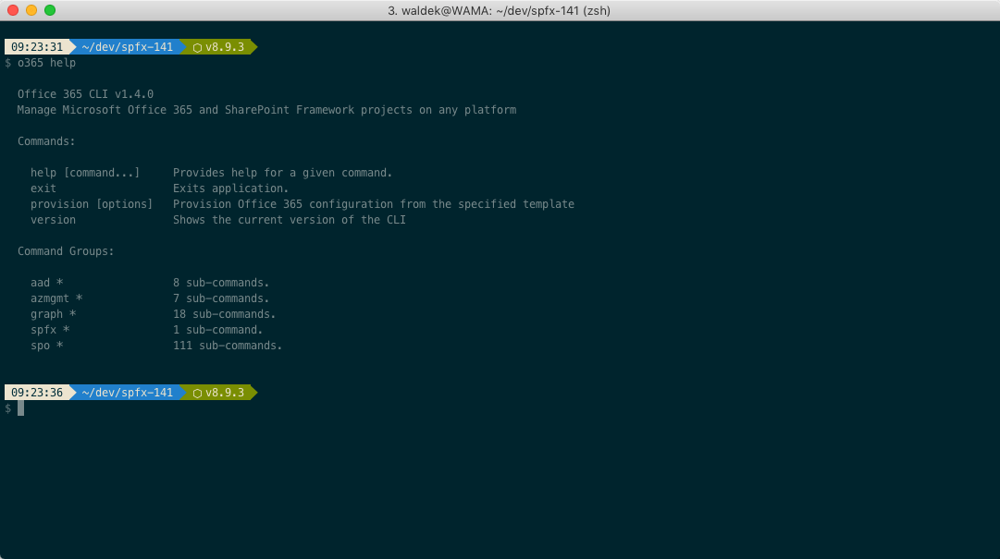 3. waldek@WAMA: ~/dev/spfx-141 (zsh)
09:23:31 ~/dev/spfx-141 ⬡ v8.9.3
$ o365 help
Office 365 CLI v1.4.0
Manage Microsoft Office 365 and SharePoint Framework projects on any platform
Commands:
help [command...] Provides help for a given command.
exit Exits application.
provision [options] Provision Office 365 configuration from the specified template
version Shows the current version of the CLI
Command Groups:
aad * 8 sub-commands.
azmgmt * 7 sub-commands.
graph * 18 sub-commands.
spfx * 1 sub-command.
spo * 111 sub-commands.
09:23:36 ~/dev/spfx-141 ⬡ v8.9.3
$